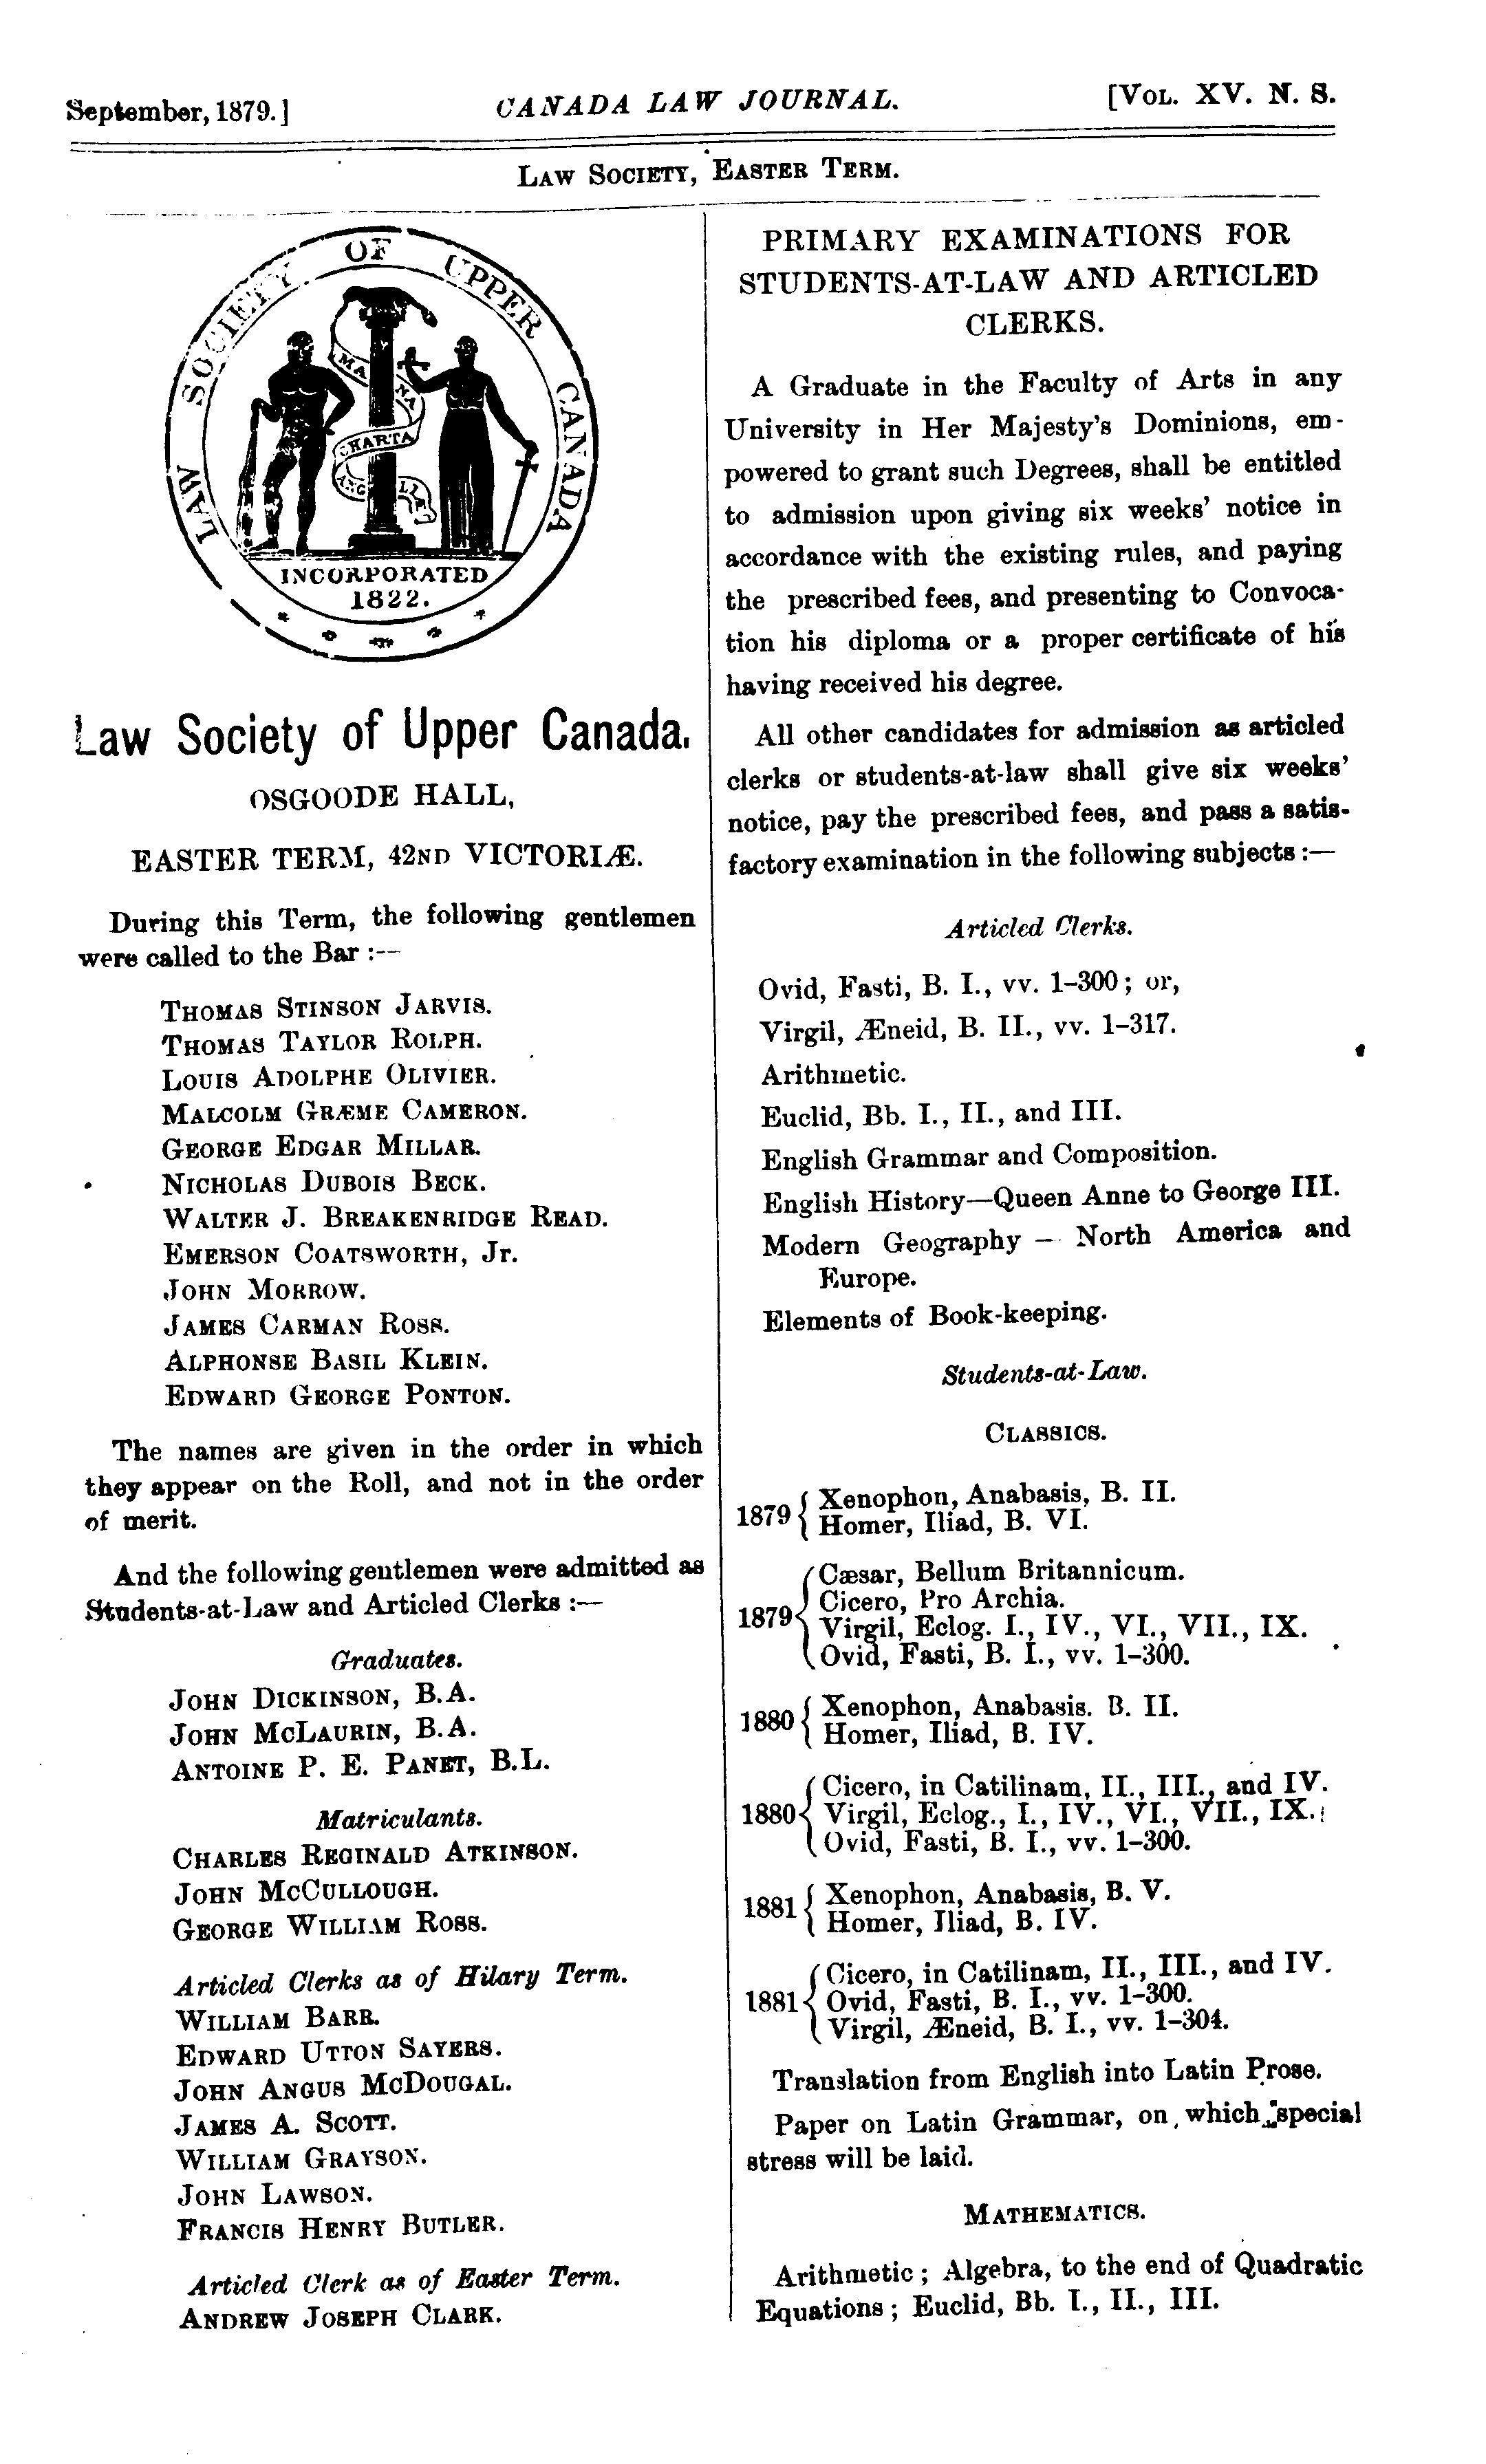 September, 1879.]
CANADA LAW JOURNAL.
[VOL. XV. N. S.
LAW SOCIETY, EASTER TERM.
LAW SOCIETY OF UPPER CANADA
MAGNA
CHARTA
ANGLIÆ
INCORPORATED
1822.
Law Society of Upper Canada.
OSGOODE HALL,
EASTER TERM, 42ND VICTORIÆ.
During this Term, the following gentlemen
were called to the Bar :—
THOMAS STINSON JARVIS.
THOMAS TAYLOR ROLPH.
LOUIS ADOLPHE OLIVIER.
MALCOLM GRÆME CAMERON.
GEORGE EDGAR MILLAR.
NICHOLAS DUBOIS BECK.
WALTER J. BREAKENRIDGE READ.
EMERSON COATSWORTH, Jr.
JOHN MORROW.
JAMES CARMAN ROSS.
ALPHONSE BASIL KLEIN.
EDWARD GEORGE PONTON.
The names are given in the order in which
they appear on the Roll, and not in the order
of merit.
And the following gentlemen were admitted as
Students-at-Law and Articled Clerks :—
Graduates.
JOHN DICKINSON, B.A.
JOHN MCLAURIN, B.A.
ANTOINE P. E. PANET, B.L.
Matriculants.
CHARLES REGINALD ATKINSON.
JOHN MCCULLOUGH.
GEORGE WILLIAM ROSS.
Articled Clerks as of Hilary Term.
WILLIAM BARR.
EDWARD UTTON SAYERS.
JOHN ANGUS MCDOUGAL.
JAMES A. SCOTT.
WILLIAM GRAYSON.
JOHN LAWSON.
FRANCIS HENRY BUTLER.
Articled Clerk as of Easter Term.
ANDREW JOSEPH CLARK.
PRIMARY EXAMINATIONS FOR
STUDENTS-AT-LAW AND ARTICLED
CLERKS.
A Graduate in the Faculty of Arts in any
University in Her Majesty's Dominions, em-
powered to grant such Degrees, shall be entitled
to admission upon giving six weeks' notice in
accordance with the existing rules, and paying
the prescribed fees, and presenting to Convoca-
tion his diploma or a proper certificate of his
having received his degree.
All other candidates for admission as articled
clerks or students-at-law shall give six weeks'
notice, pay the prescribed fees, and pass a satis-
factory examination in the following subjects :—
Articled Clerks.
Ovid, Fasti, B. I., vv. 1-300; or,
Virgil, Æneid, B. II., vv. 1-317.
Arithmetic.
Euclid, Bb. I., II., and III.
English Grammar and Composition.
English History—Queen Anne to George III.
Modern Geography — North America and
Europe.
Elements of Book-keeping.
Students-at-Law.
CLASSICS.
1879 { Xenophon, Anabasis, B. II.
Homer, Iliad, B. VI.
1879 { Cæsar, Bellum Britannicum.
Cicero, Pro Archia.
Virgil, Eclog. I., IV., VI., VII., IX.
Ovid, Fasti, B. I., vv. 1-300.
1880 { Xenophon, Anabasis. B. II.
Homer, Iliad, B. IV.
1880 { Cicero, in Catilinam, II., III., and IV.
Virgil, Eclog., I., IV., VI., VII., IX.
Ovid, Fasti, B. I., vv. 1-300.
1881 { Xenophon, Anabasis, B. V.
Homer, Iliad, B. IV.
1881 { Cicero, in Catilinam, II., III., and IV.
Ovid, Fasti, B. I., vv. 1-300.
Virgil, Æneid, B. I., vv. 1-304.
Translation from English into Latin Prose.
Paper on Latin Grammar, on which special
stress will be laid.
MATHEMATICS.
Arithmetic; Algebra, to the end of Quadratic
Equations; Euclid, Bb. I., II., III.